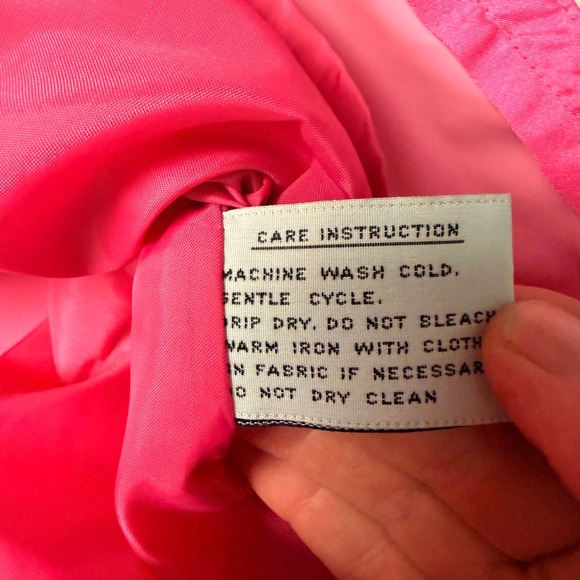 CARE INSTRUCTION
MACHINE WASH COLD.
GENTLE CYCLE.
DRIP DRY. DO NOT BLEACH
WARM IRON WITH CLOTH
ON FABRIC IF NECESSAR
DO NOT DRY CLEAN